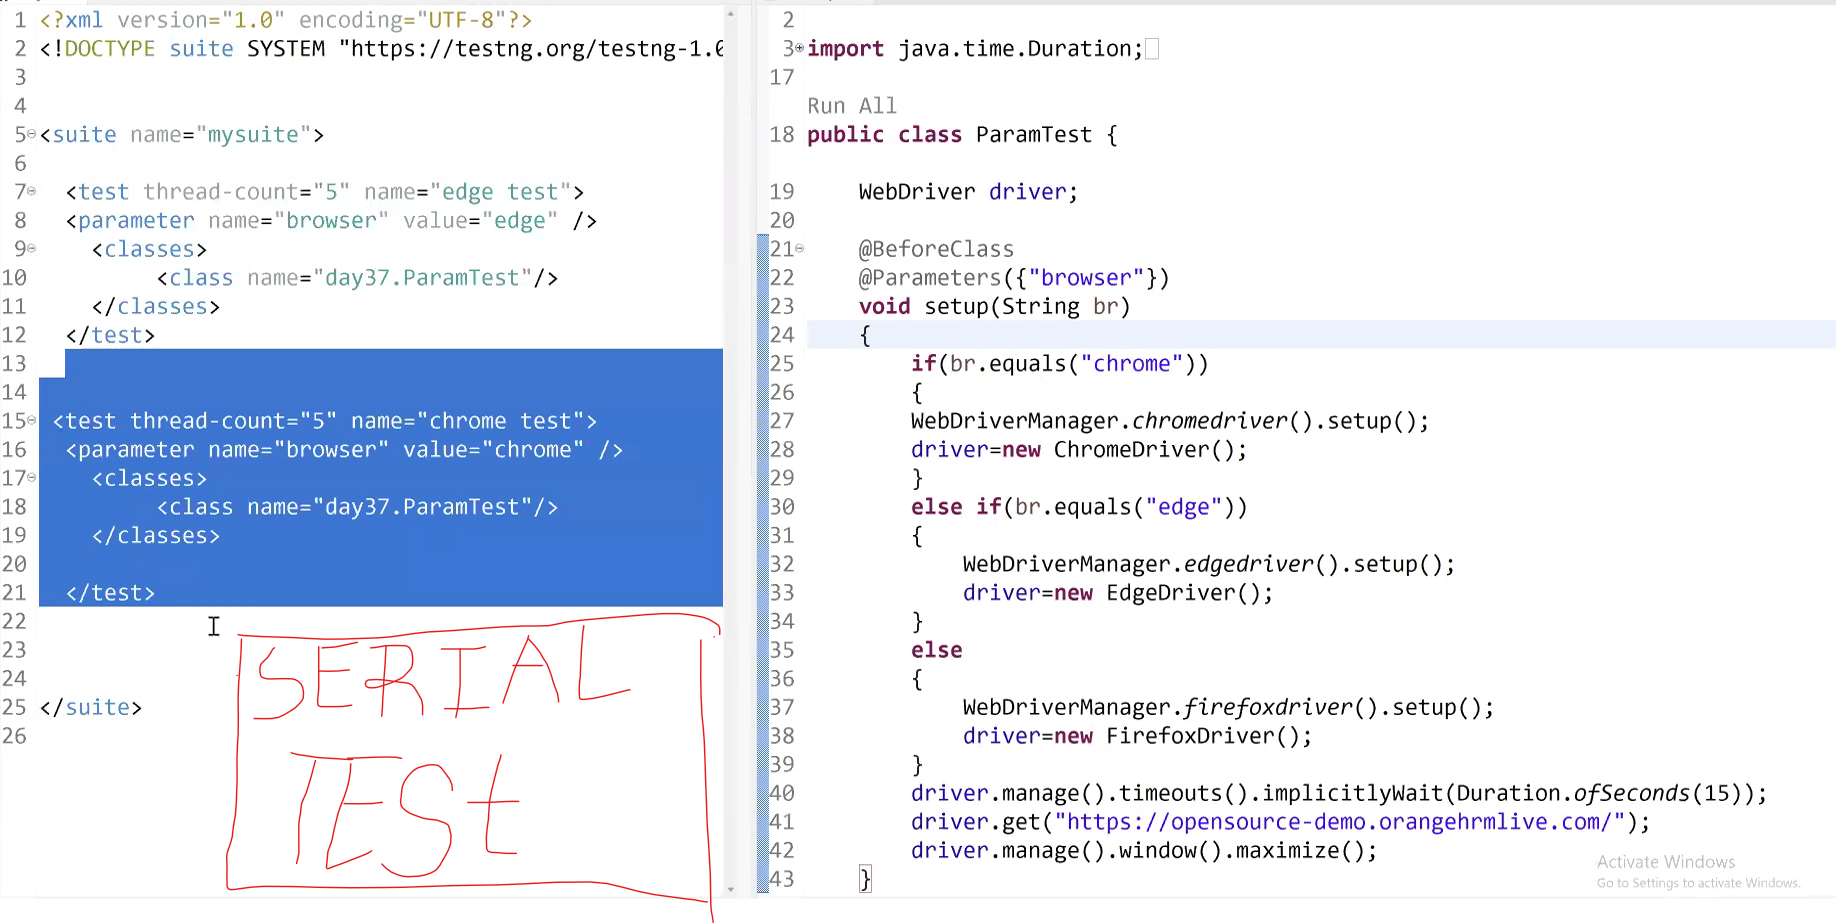 1 <?xml version="1.0" encoding="UTF-8"?>
2 <!DOCTYPE suite SYSTEM "https://testng.org/testng-1.0
3
4
5 <suite name="mysuite">
6
7 <test thread-count="5" name="edge test">
8 <parameter name="browser" value="edge" />
9 <classes>
10 <class name="day37.ParamTest"/>
11 </classes>
12 </test>
13
14
15 <test thread-count="5" name="chrome test">
16 <parameter name="browser" value="chrome" />
17 <classes>
18 <class name="day37.ParamTest"/>
19 </classes>
20
21 </test>
22
23
24
25 </suite>
26
SERIAL
TESt
2
3 import java.time.Duration;
17
Run All
18 public class ParamTest {
19 WebDriver driver;
20
21 @BeforeClass
22 @Parameters({"browser"})
23 void setup(String br)
24 {
25 if(br.equals("chrome"))
26 {
27 WebDriverManager.chromedriver().setup();
28 driver=new ChromeDriver();
29 }
30 else if(br.equals("edge"))
31 {
32 WebDriverManager.edgedriver().setup();
33 driver=new EdgeDriver();
34 }
35 else
36 {
37 WebDriverManager.firefoxdriver().setup();
38 driver=new FirefoxDriver();
39 }
40 driver.manage().timeouts().implicitlyWait(Duration.ofSeconds(15));
41 driver.get("https://opensource-demo.orangehrmlive.com/");
42 driver.manage().window().maximize();
43 }
Activate Windows
Go to Settings to activate Windows.